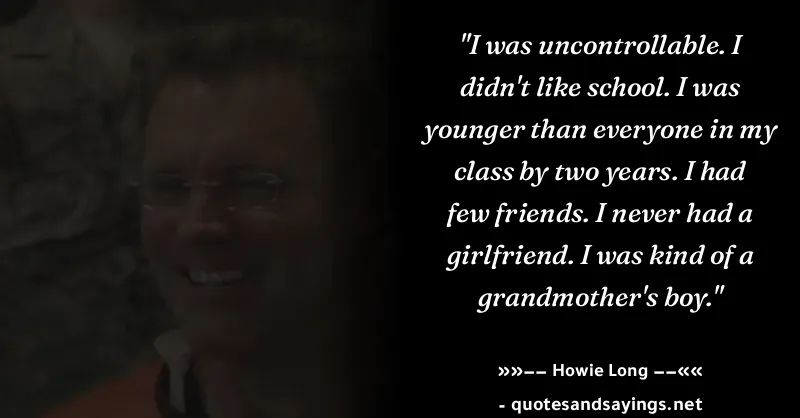 "I was uncontrollable. I
didn't like school. I was
younger than everyone in my
class by two years. I had
few friends. I never had a
girlfriend. I was kind of a
grandmother's boy."
»»−− Howie Long −−««
- quotesandsayings.net